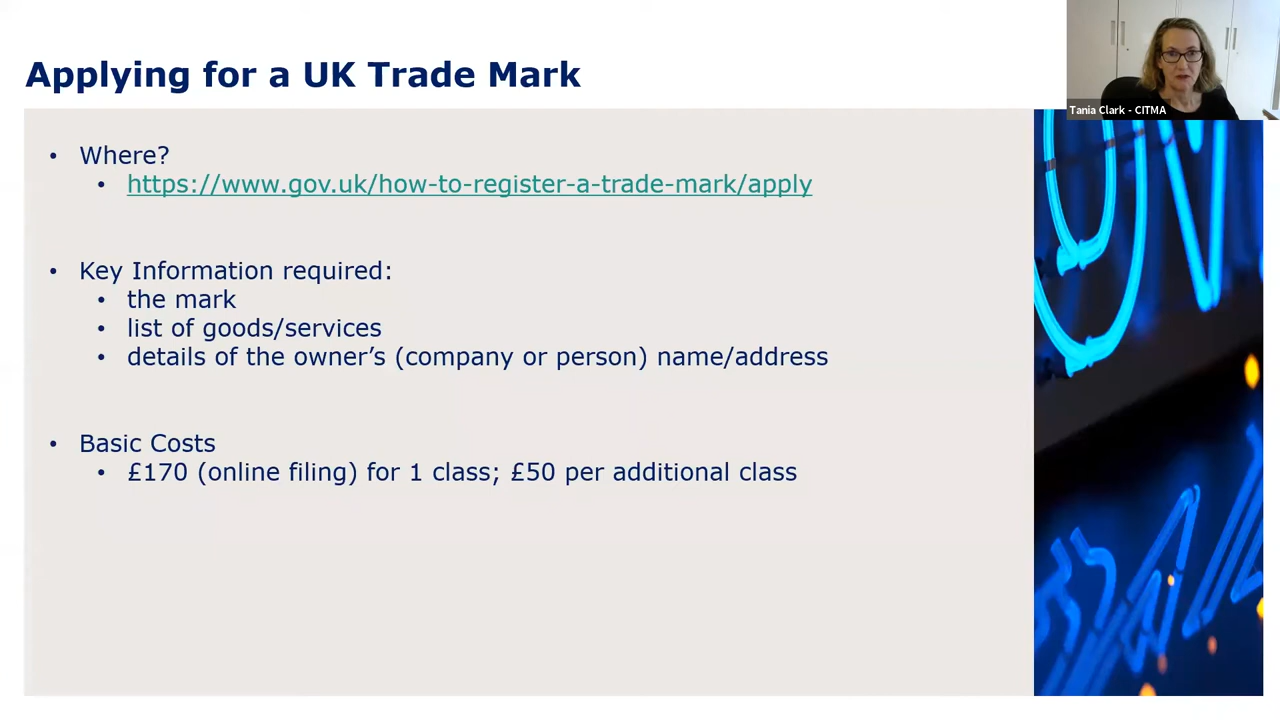 Applying for a UK Trade Mark
Tania Clark - CITMA
• Where?
• https://www.gov.uk/how-to-register-a-trade-mark/apply
• Key Information required:
• the mark
• list of goods/services
• details of the owner’s (company or person) name/address
• Basic Costs
• £170 (online filing) for 1 class; £50 per additional class